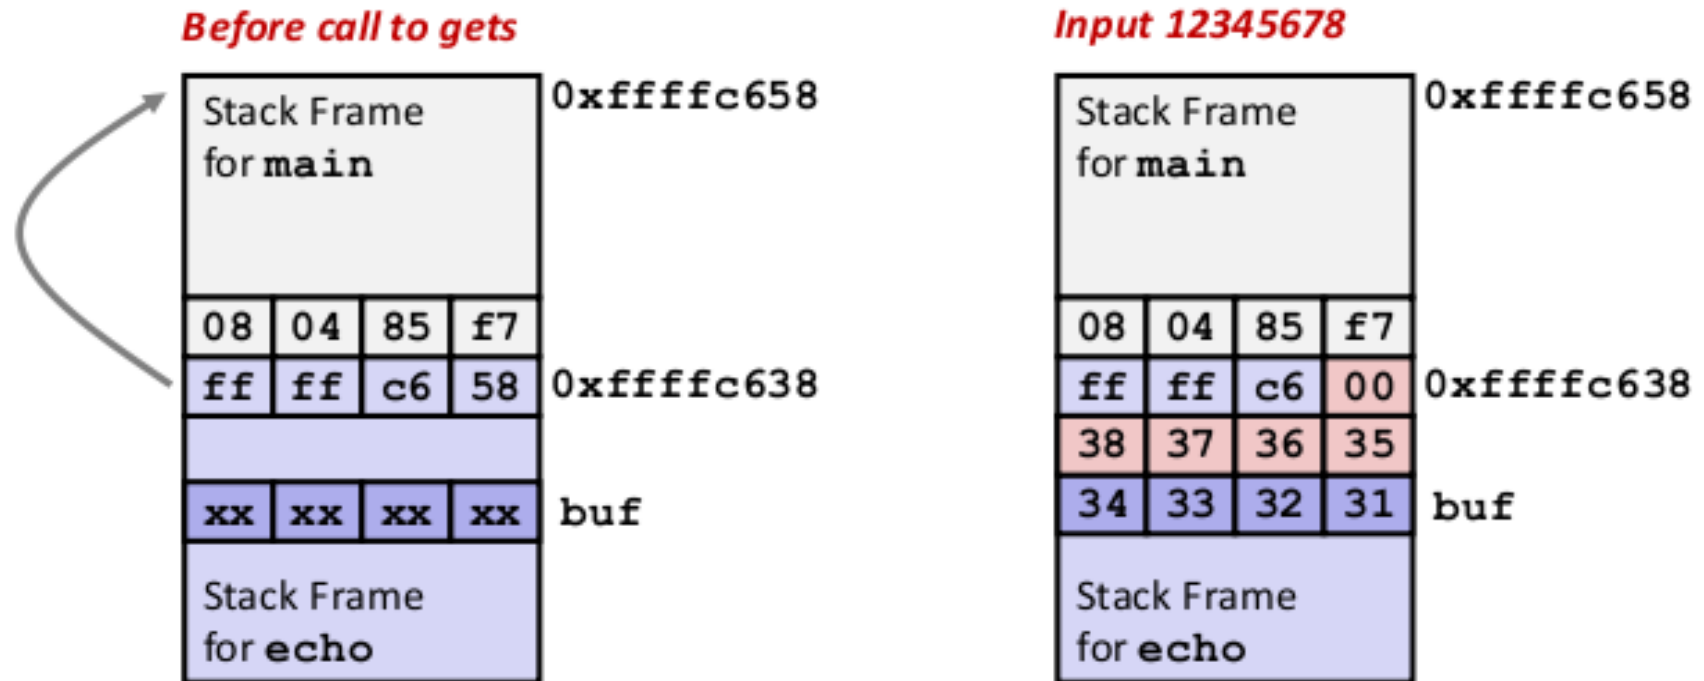 Before call to gets
0xffffc658
Stack Frame
for main
08 04 85 f7
ff ff c6 58 0xffffc638
xx xx xx xx buf
Stack Frame
for echo
Input 12345678
0xffffc658
Stack Frame
for main
08 04 85 f7
ff ff c6 00 0xffffc638
38 37 36 35
34 33 32 31 buf
Stack Frame
for echo